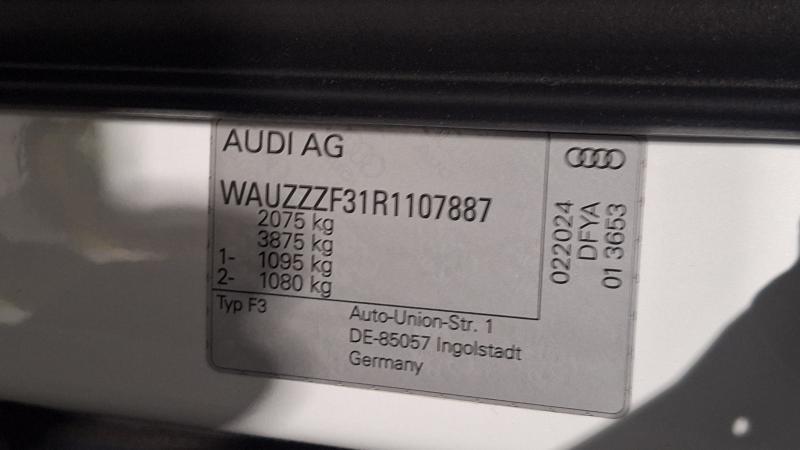 AUDI AG
WAUZZZF31R1107887
2075 kg
3875 kg
1- 1095 kg
2- 1080 kg
Typ F3
Auto-Union-Str. 1
DE-85057 Ingolstadt
Germany
022024
DFYA
01 3653